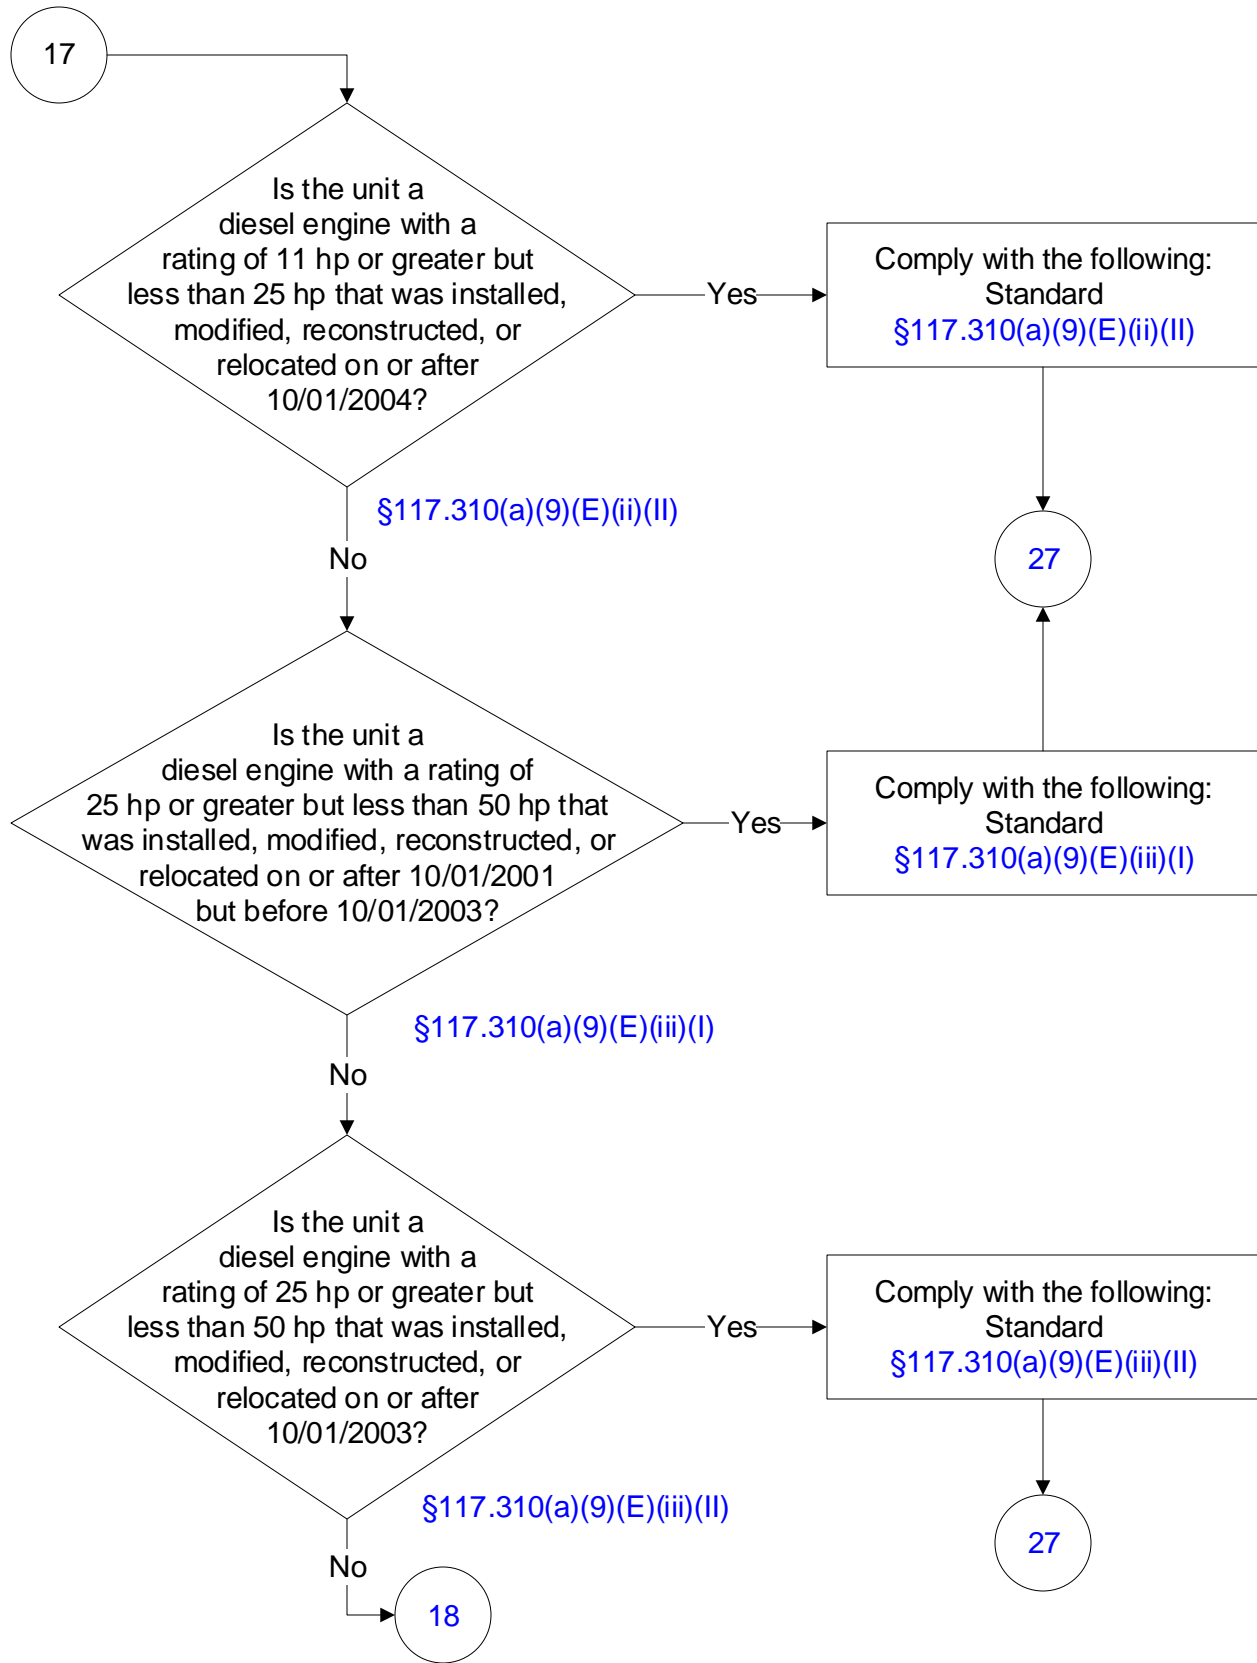 17
Is the unit a
diesel engine with a
rating of 11 hp or greater but
less than 25 hp that was installed,
modified, reconstructed, or
relocated on or after
10/01/2004?
Yes
Comply with the following:
Standard
§117.310(a)(9)(E)(ii)(II)
§117.310(a)(9)(E)(ii)(II)
No
27
Is the unit a
diesel engine with a rating of
25 hp or greater but less than 50 hp that
was installed, modified, reconstructed, or
relocated on or after 10/01/2001
but before 10/01/2003?
Yes
Comply with the following:
Standard
§117.310(a)(9)(E)(iii)(I)
§117.310(a)(9)(E)(iii)(I)
No
Is the unit a
diesel engine with a
rating of 25 hp or greater but
less than 50 hp that was installed,
modified, reconstructed, or
relocated on or after
10/01/2003?
Yes
Comply with the following:
Standard
§117.310(a)(9)(E)(iii)(II)
§117.310(a)(9)(E)(iii)(II)
No
27
18